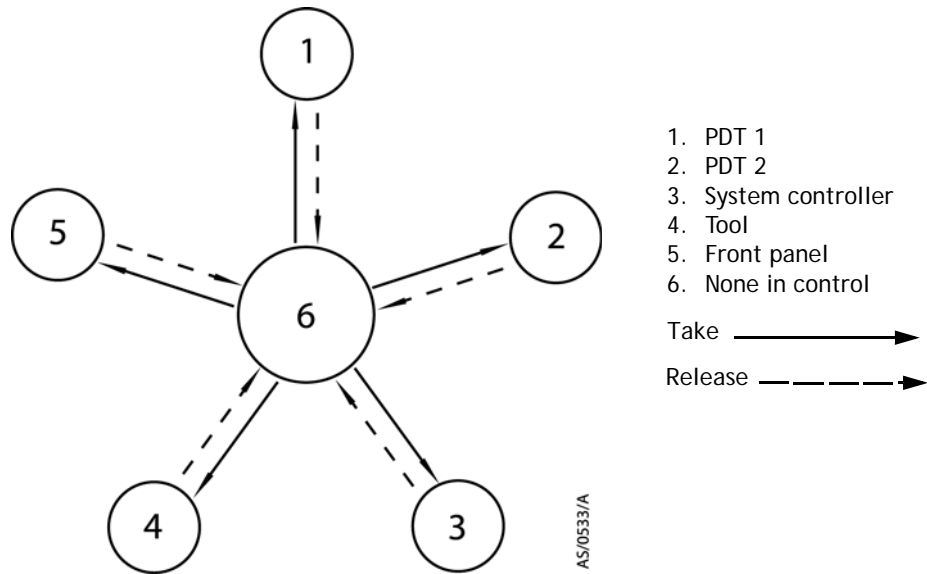 1
5
2
6
4
3
1. PDT 1
2. PDT 2
3. System controller
4. Tool
5. Front panel
6. None in control
Take
Release
AS/0533/A